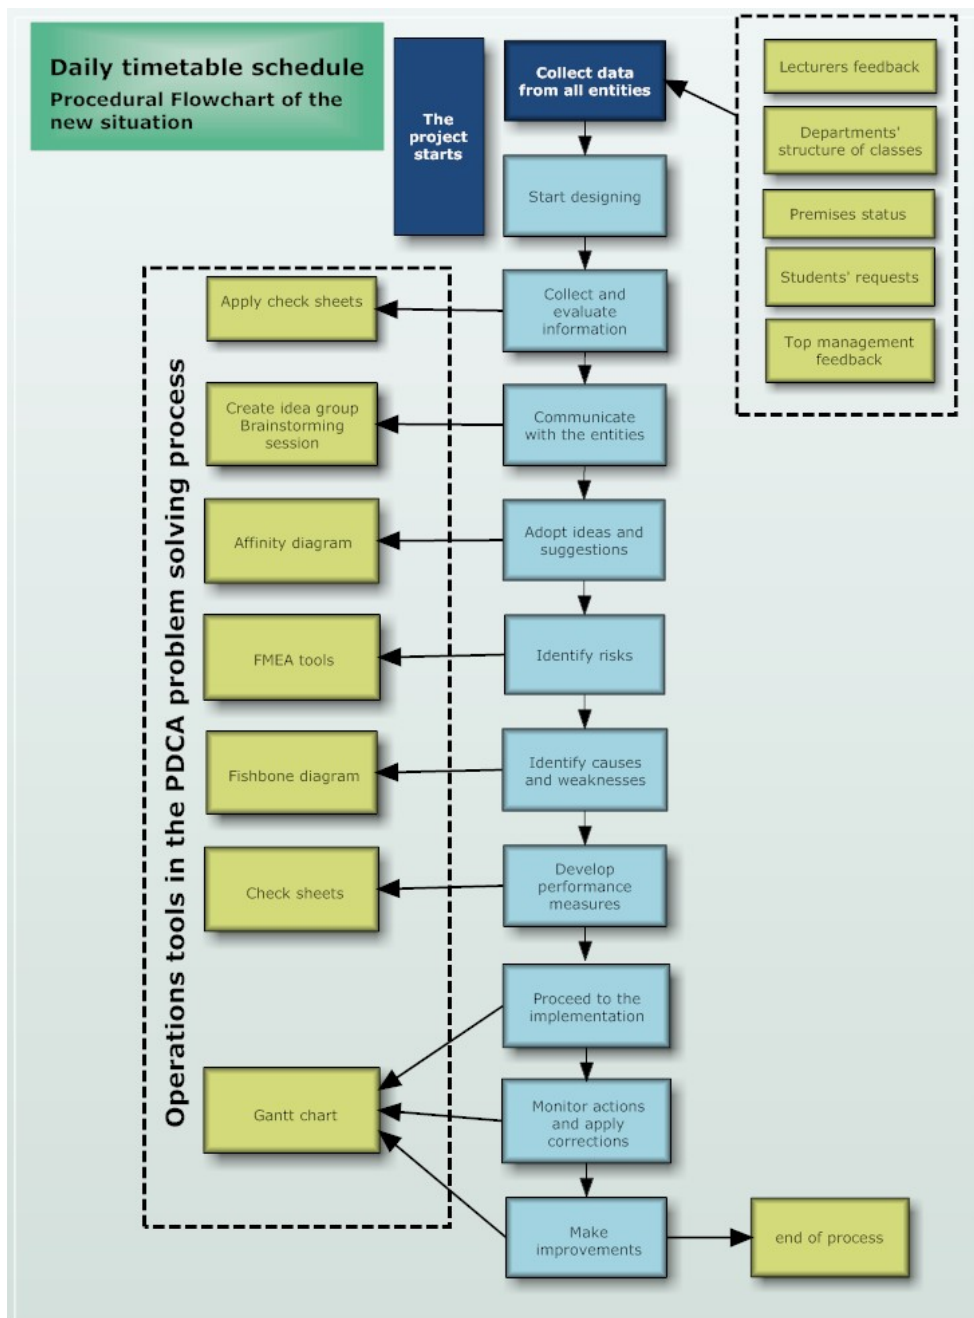 Daily timetable schedule
Procedural Flowchart of the
new situation
The
project
starts
Collect data
from all entities
Lecturers feedback
Departments'
structure of classes
Premises status
Students' requests
Top management
feedback
Start designing
Collect and
evaluate
information
Communicate
with the entities
Adopt ideas and
suggestions
Identify risks
Identify causes
and weaknesses
Develop
performance
measures
Proceed to the
implementation
Monitor actions
and apply
corrections
Make
improvements
end of process
Operations tools in the PDCA problem solving process
Apply check sheets
Create idea group
Brainstorming
session
Affinity diagram
FMEA tools
Fishbone diagram
Check sheets
Gantt chart